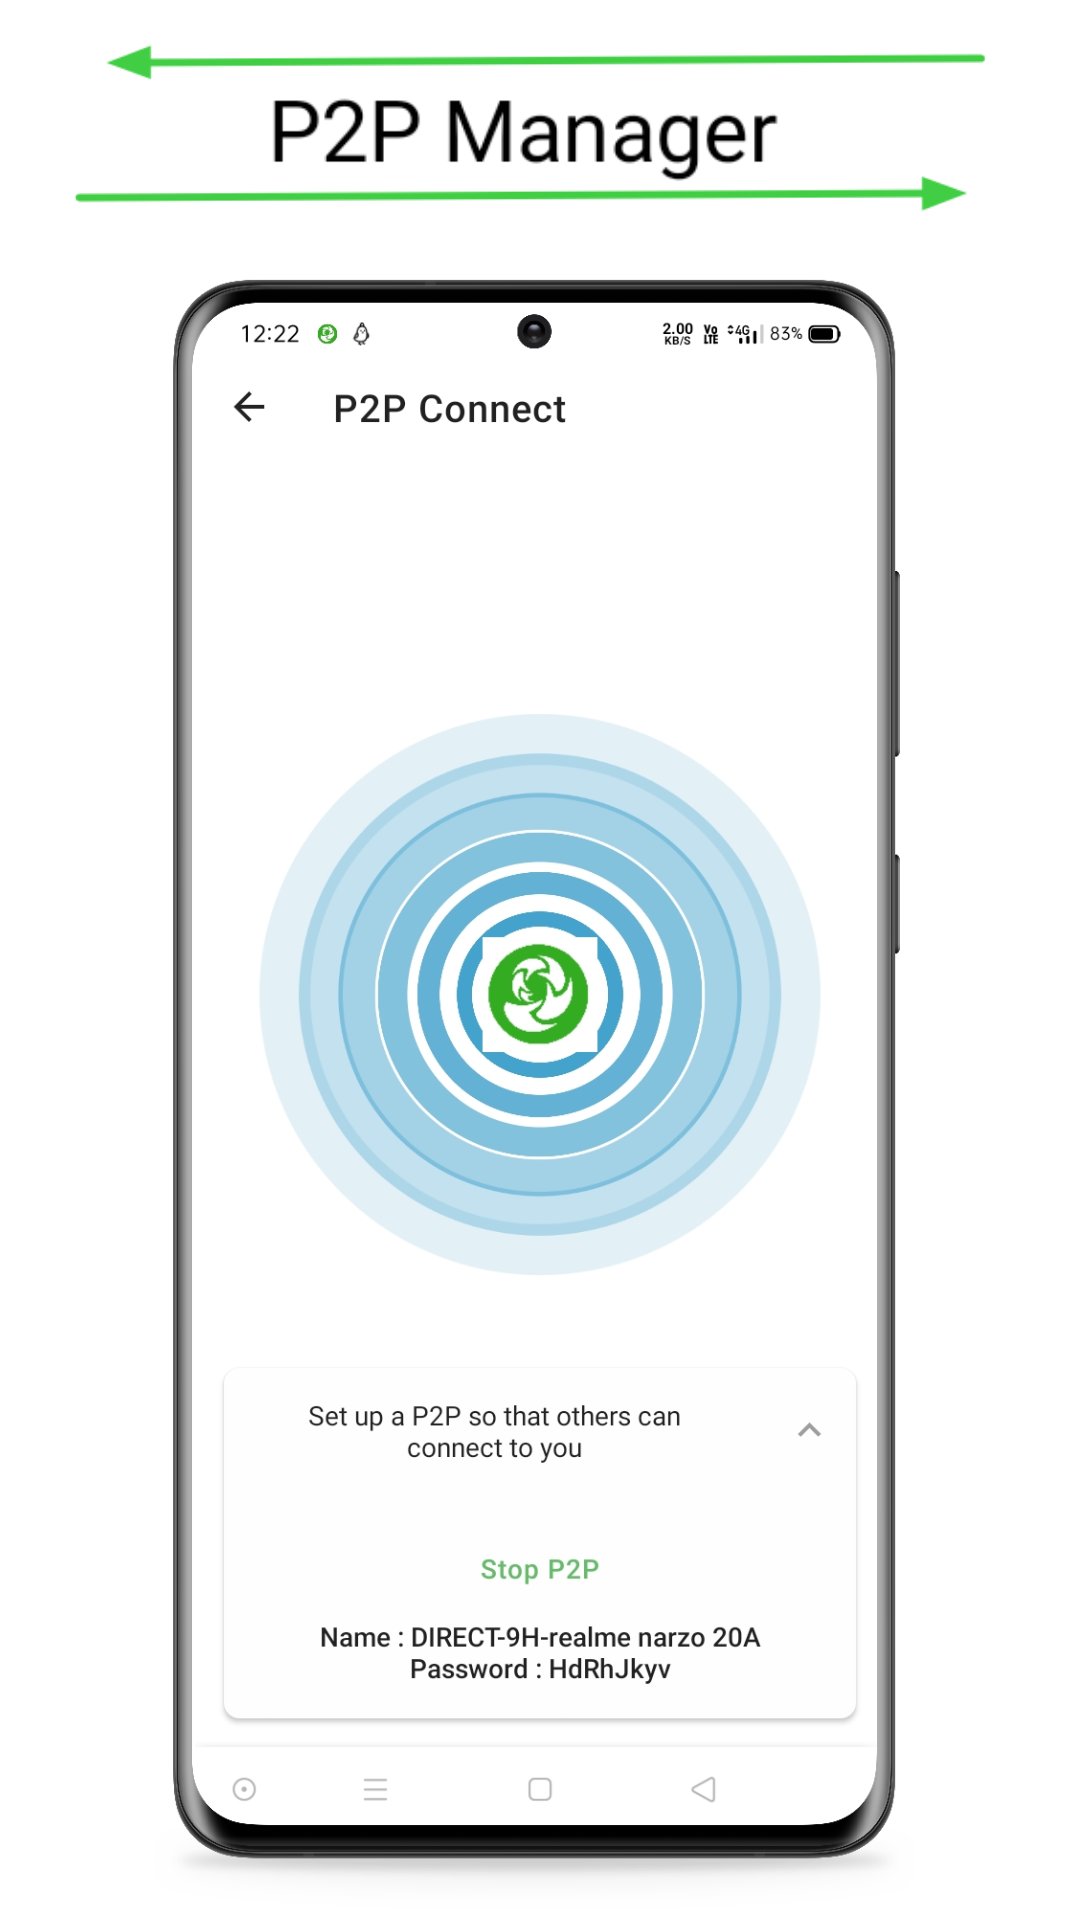 P2P Manager
12:22 2.00 KB/S Vo LTE 4G 83%
P2P Connect
Set up a P2P so that others can
connect to you
Stop P2P
Name : DIRECT-9H-realme narzo 20A
Password : HdRhJkyv